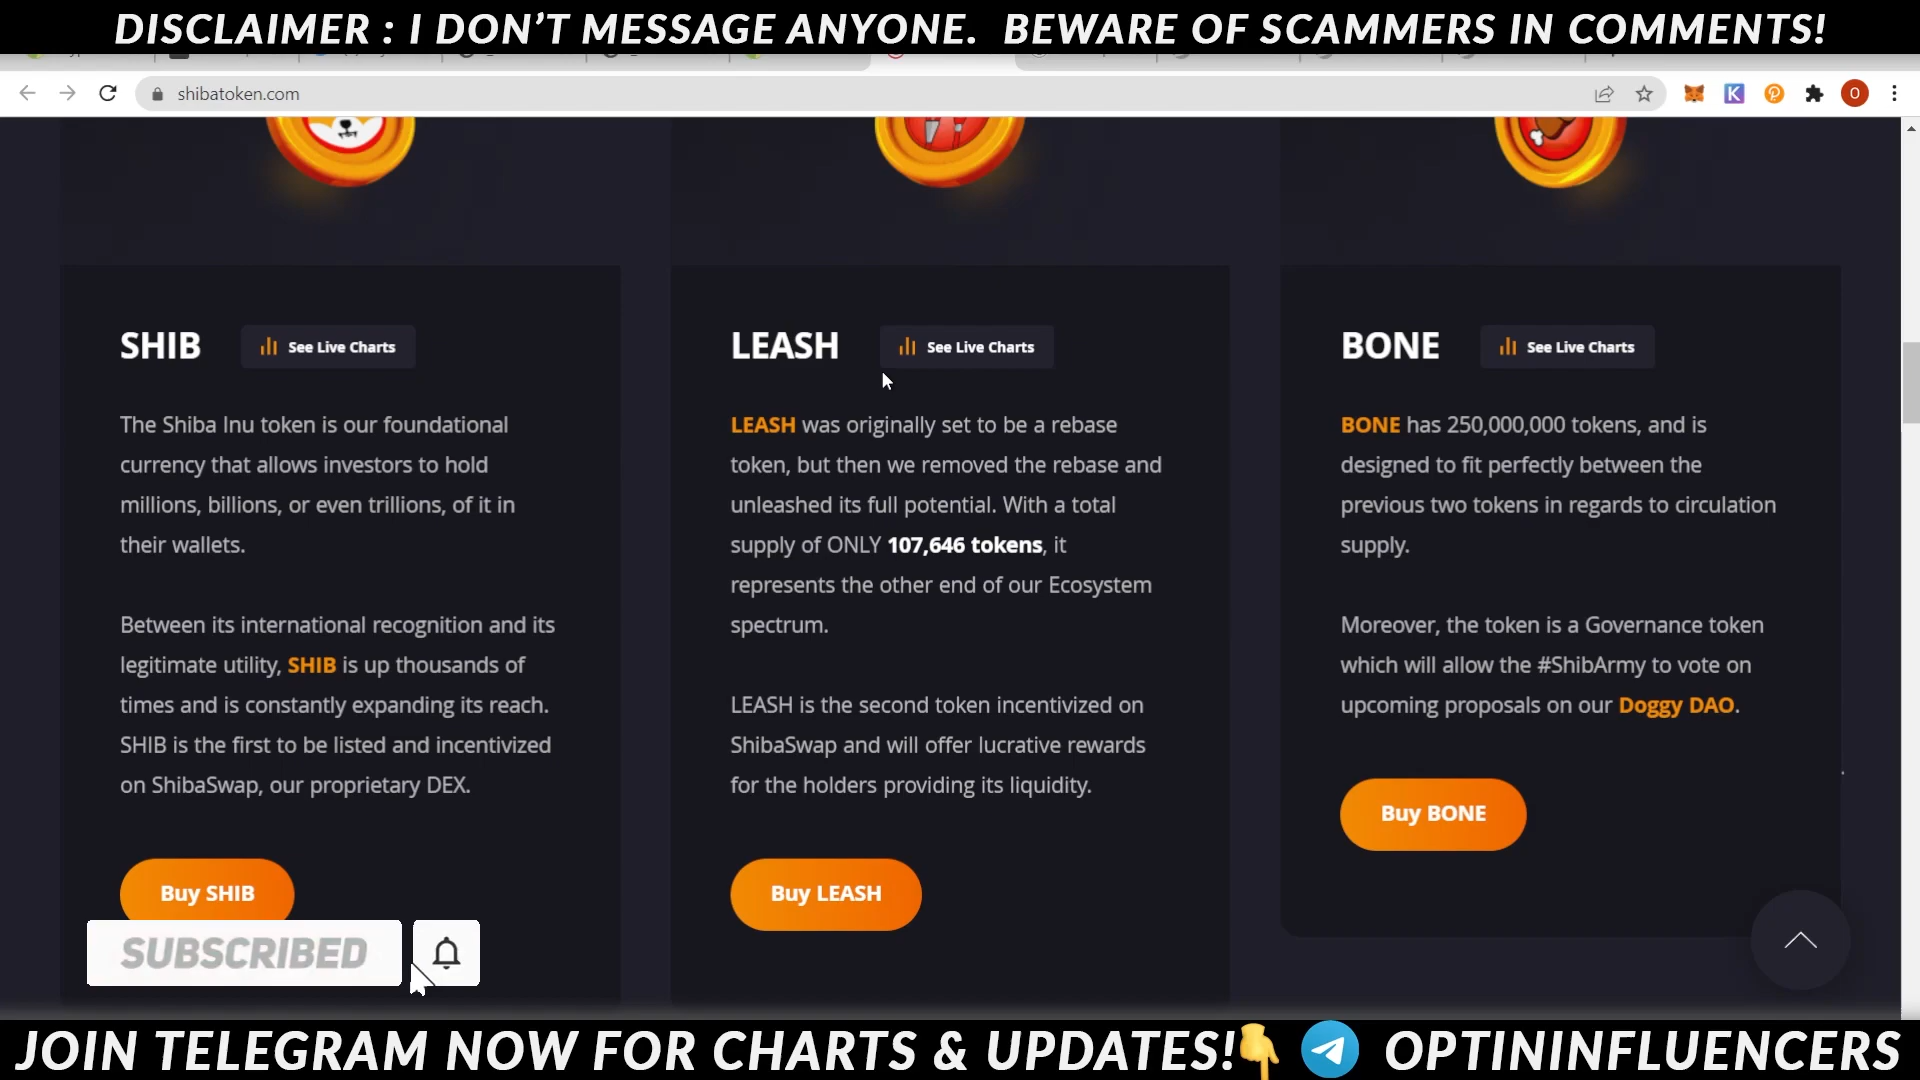 DISCLAIMER : I DON'T MESSAGE ANYONE. BEWARE OF SCAMMERS IN COMMENTS!
shibatoken.com
K
P
O
SHIB
See Live Charts
The Shiba Inu token is our foundational
currency that allows investors to hold
millions, billions, or even trillions, of it in
their wallets.
Between its international recognition and its
legitimate utility, SHIB is up thousands of
times and is constantly expanding its reach.
SHIB is the first to be listed and incentivized
on ShibaSwap, our proprietary DEX.
Buy SHIB
LEASH
See Live Charts
LEASH was originally set to be a rebase
token, but then we removed the rebase and
unleashed its full potential. With a total
supply of ONLY 107,646 tokens, it
represents the other end of our Ecosystem
spectrum.
LEASH is the second token incentivized on
ShibaSwap and will offer lucrative rewards
for the holders providing its liquidity.
Buy LEASH
BONE
See Live Charts
BONE has 250,000,000 tokens, and is
designed to fit perfectly between the
previous two tokens in regards to circulation
supply.
Moreover, the token is a Governance token
which will allow the #ShibArmy to vote on
upcoming proposals on our Doggy DAO.
Buy BONE
SUBSCRIBED
JOIN TELEGRAM NOW FOR CHARTS & UPDATES!👇 OPTININFLUENCERS